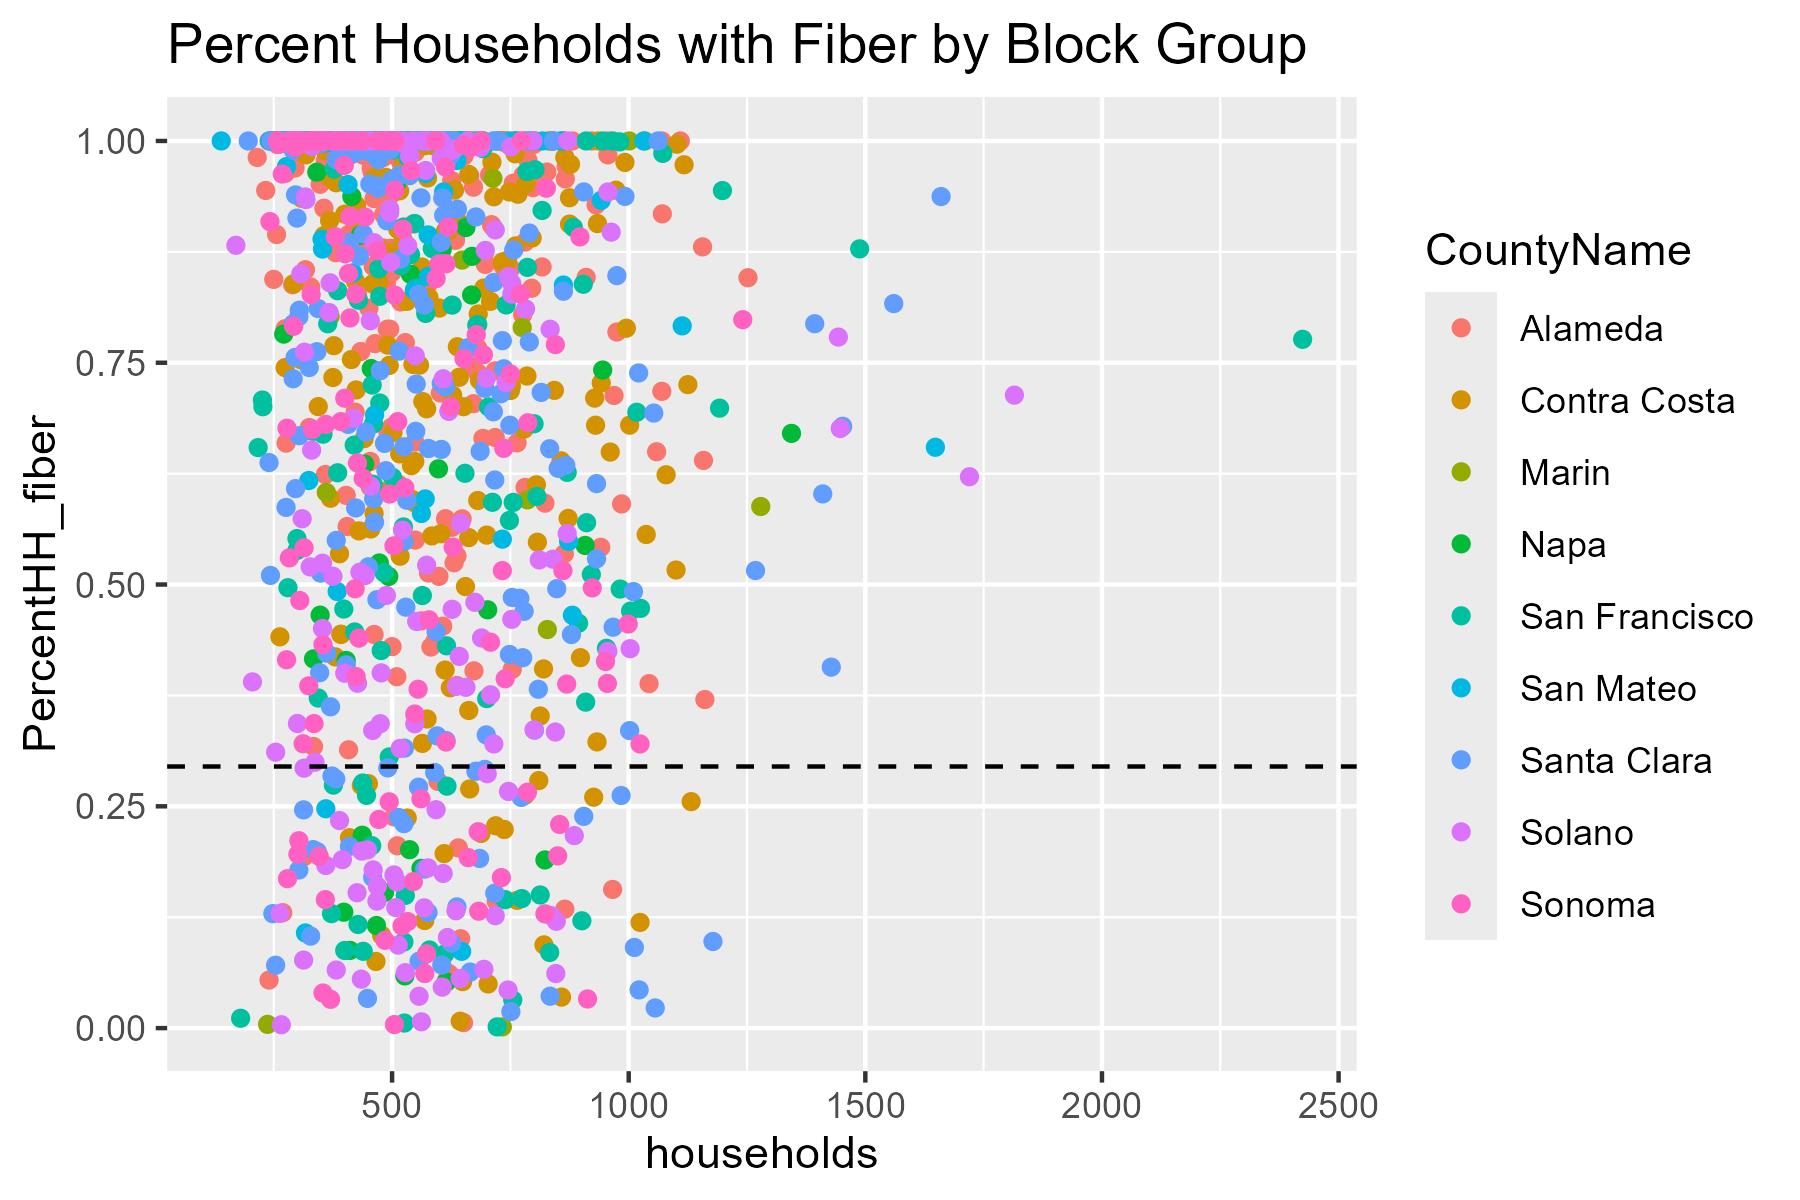 Percent Households with Fiber by Block Group
PercentHH_fiber
1.00
0.75
0.50
0.25
0.00
500 1000 1500 2000 2500
households
CountyName
Alameda
Contra Costa
Marin
Napa
San Francisco
San Mateo
Santa Clara
Solano
Sonoma